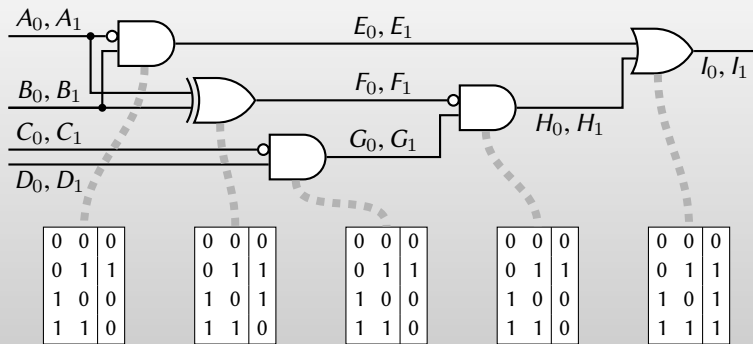 A₀, A₁
E₀, E₁
I₀, I₁
B₀, B₁
F₀, F₁
C₀, C₁
G₀, G₁
H₀, H₁
D₀, D₁
0 0 0 0 0 0 0 0 0 0 0 0 0 0 0
0 1 1 0 1 1 0 1 1 0 1 1 0 1 1
1 0 0 1 0 1 1 0 0 1 0 0 1 0 1
1 1 0 1 1 0 1 1 0 1 1 0 1 1 1